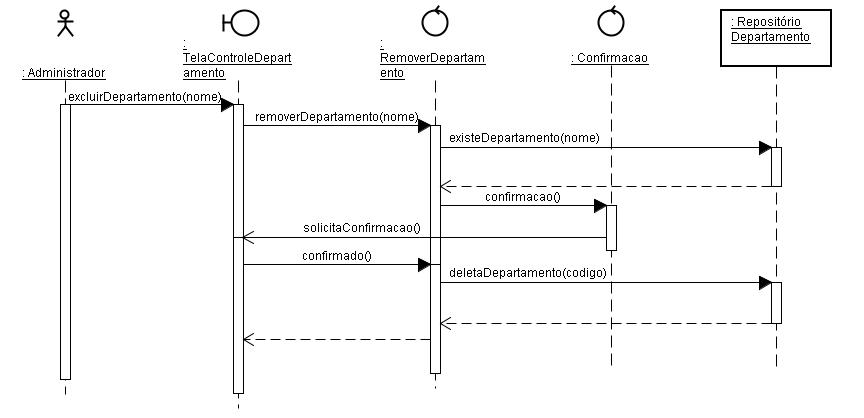 : Administrador
:
TelaControleDepart
amento
:
RemoverDepartam
ento
: Confirmacao
: Repositório
Departamento
excluirDepartamento(nome)
removerDepartamento(nome)
existeDepartamento(nome)
confirmacao()
solicitaConfirmacao()
confirmado()
deletaDepartamento(codigo)